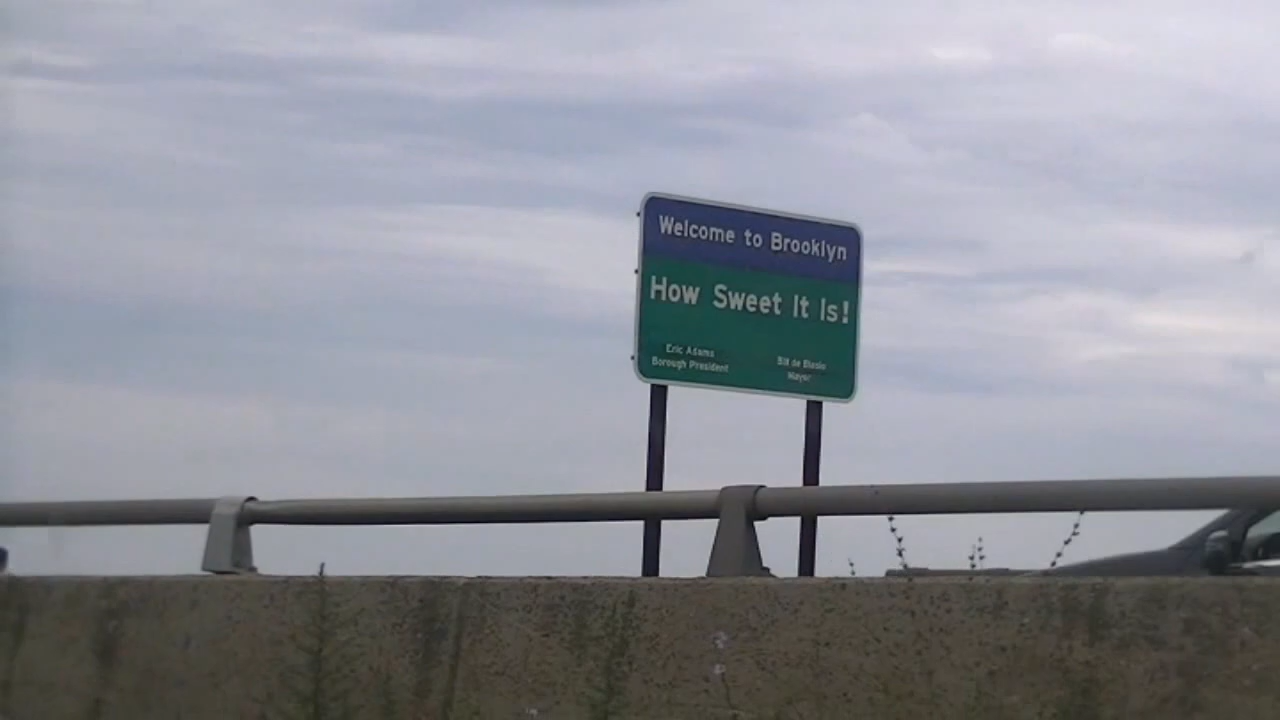 Welcome to Brooklyn
How Sweet It Is!
Eric Adams
Borough President
Bill de Blasio
Mayor